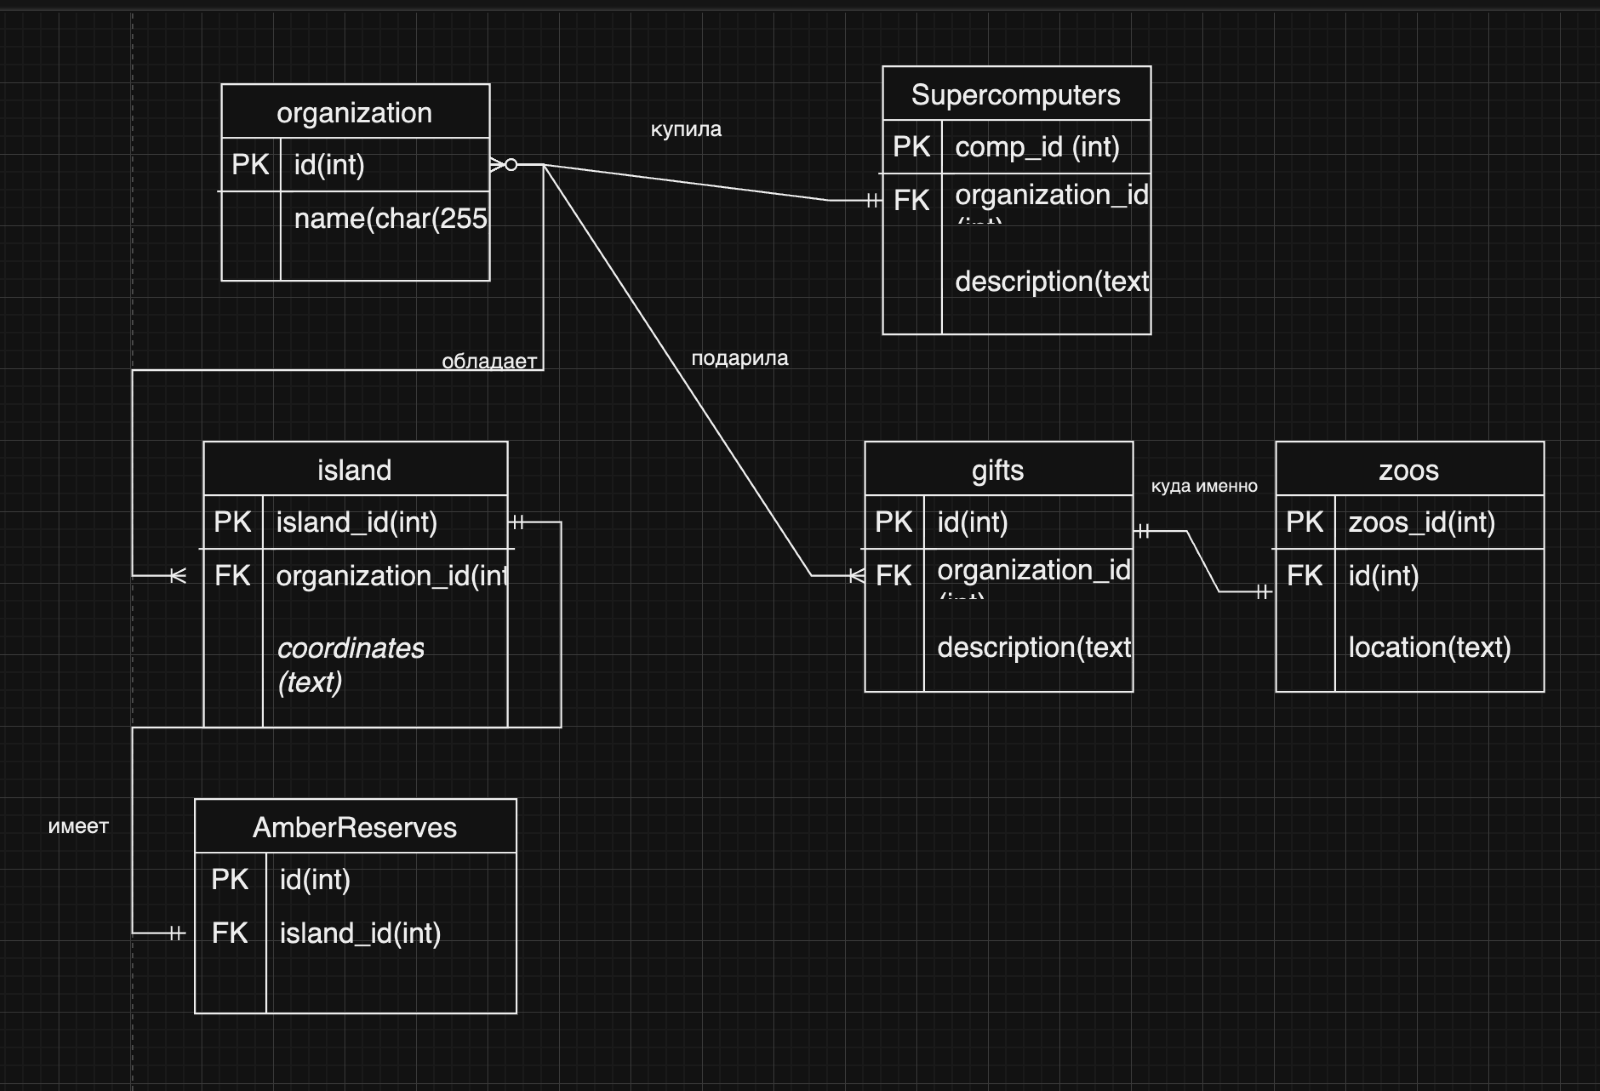 organization
PK id(int)
name(char(255
купила
Supercomputers
PK comp_id (int)
FK organization_id
(int)
description(text
обладает
подарила
island
PK island_id(int)
FK organization_id(int
coordinates
(text)
gifts
PK id(int)
FK organization_id
(int)
description(text
куда именно
zoos
PK zoos_id(int)
FK id(int)
location(text)
имеет
AmberReserves
PK id(int)
FK island_id(int)